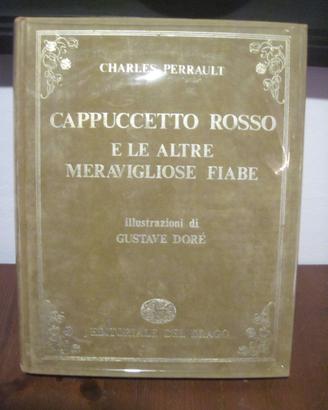 CHARLES PERRAULT
CAPPUCCETTO ROSSO
E LE ALTRE
MERAVIGLIOSE FIABE
illustrazioni di
GUSTAVE DORÉ
EDITORIALE DEL DRAGO